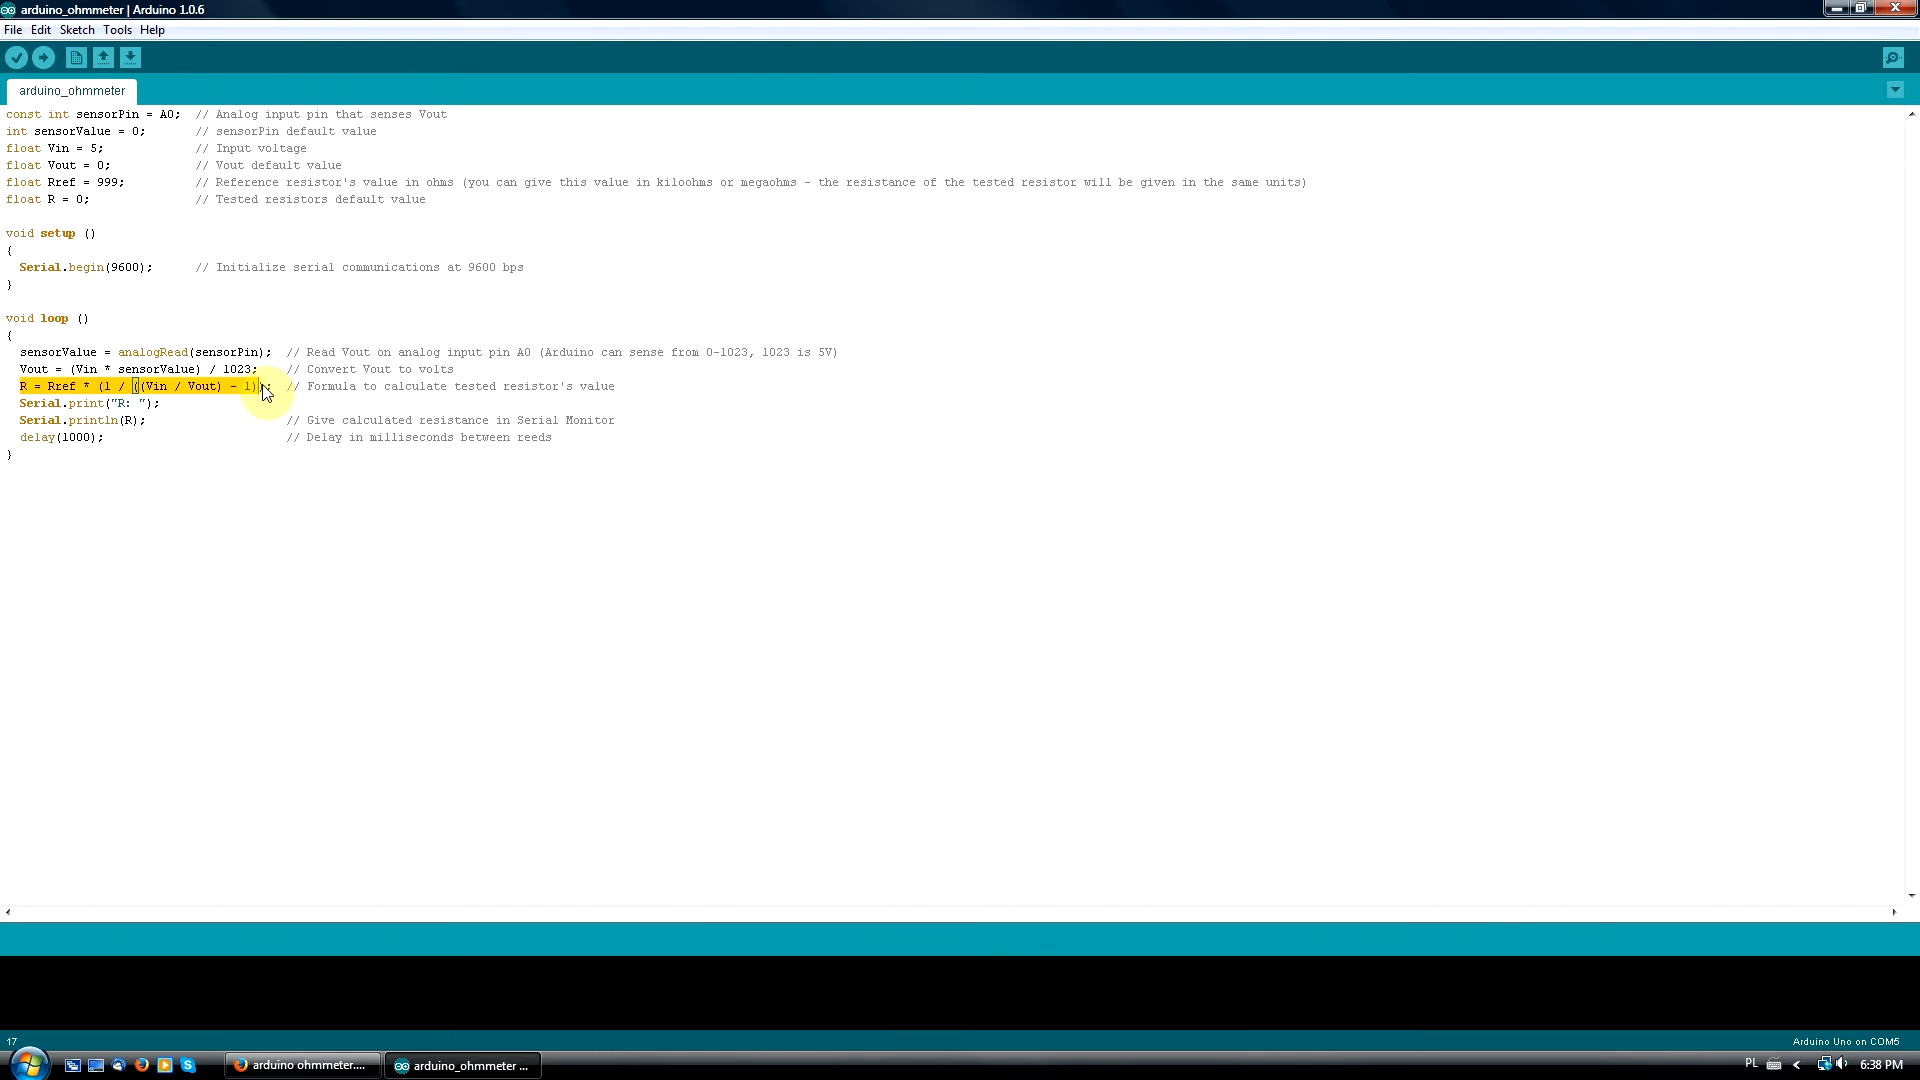 arduino_ohmmeter | Arduino 1.0.6
File Edit Sketch Tools Help
arduino_ohmmeter
const int sensorPin = A0;  // Analog input pin that senses Vout
int sensorValue = 0;       // sensorPin default value
float Vin = 5;             // Input voltage
float Vout = 0;            // Vout default value
float Rref = 999;          // Reference resistor's value in ohms (you can give this value in kiloohms or megaohms - the resistance of the tested resistor will be given in the same units)
float R = 0;               // Tested resistors default value
void setup ()
{
  Serial.begin(9600);      // Initialize serial communications at 9600 bps
}
void loop ()
{
  sensorValue = analogRead(sensorPin);  // Read Vout on analog input pin A0 (Arduino can sense from 0-1023, 1023 is 5V)
  Vout = (Vin * sensorValue) / 1023;    // Convert Vout to volts
  R = Rref * (1 / ((Vin / Vout) - 1));  // Formula to calculate tested resistor's value
  Serial.print("R: ");
  Serial.println(R);                    // Give calculated resistance in Serial Monitor
  delay(1000);                          // Delay in milliseconds between reeds
}
17
Arduino Uno on COM5
arduino ohmmeter....
arduino_ohmmeter ...
PL
6:38 PM